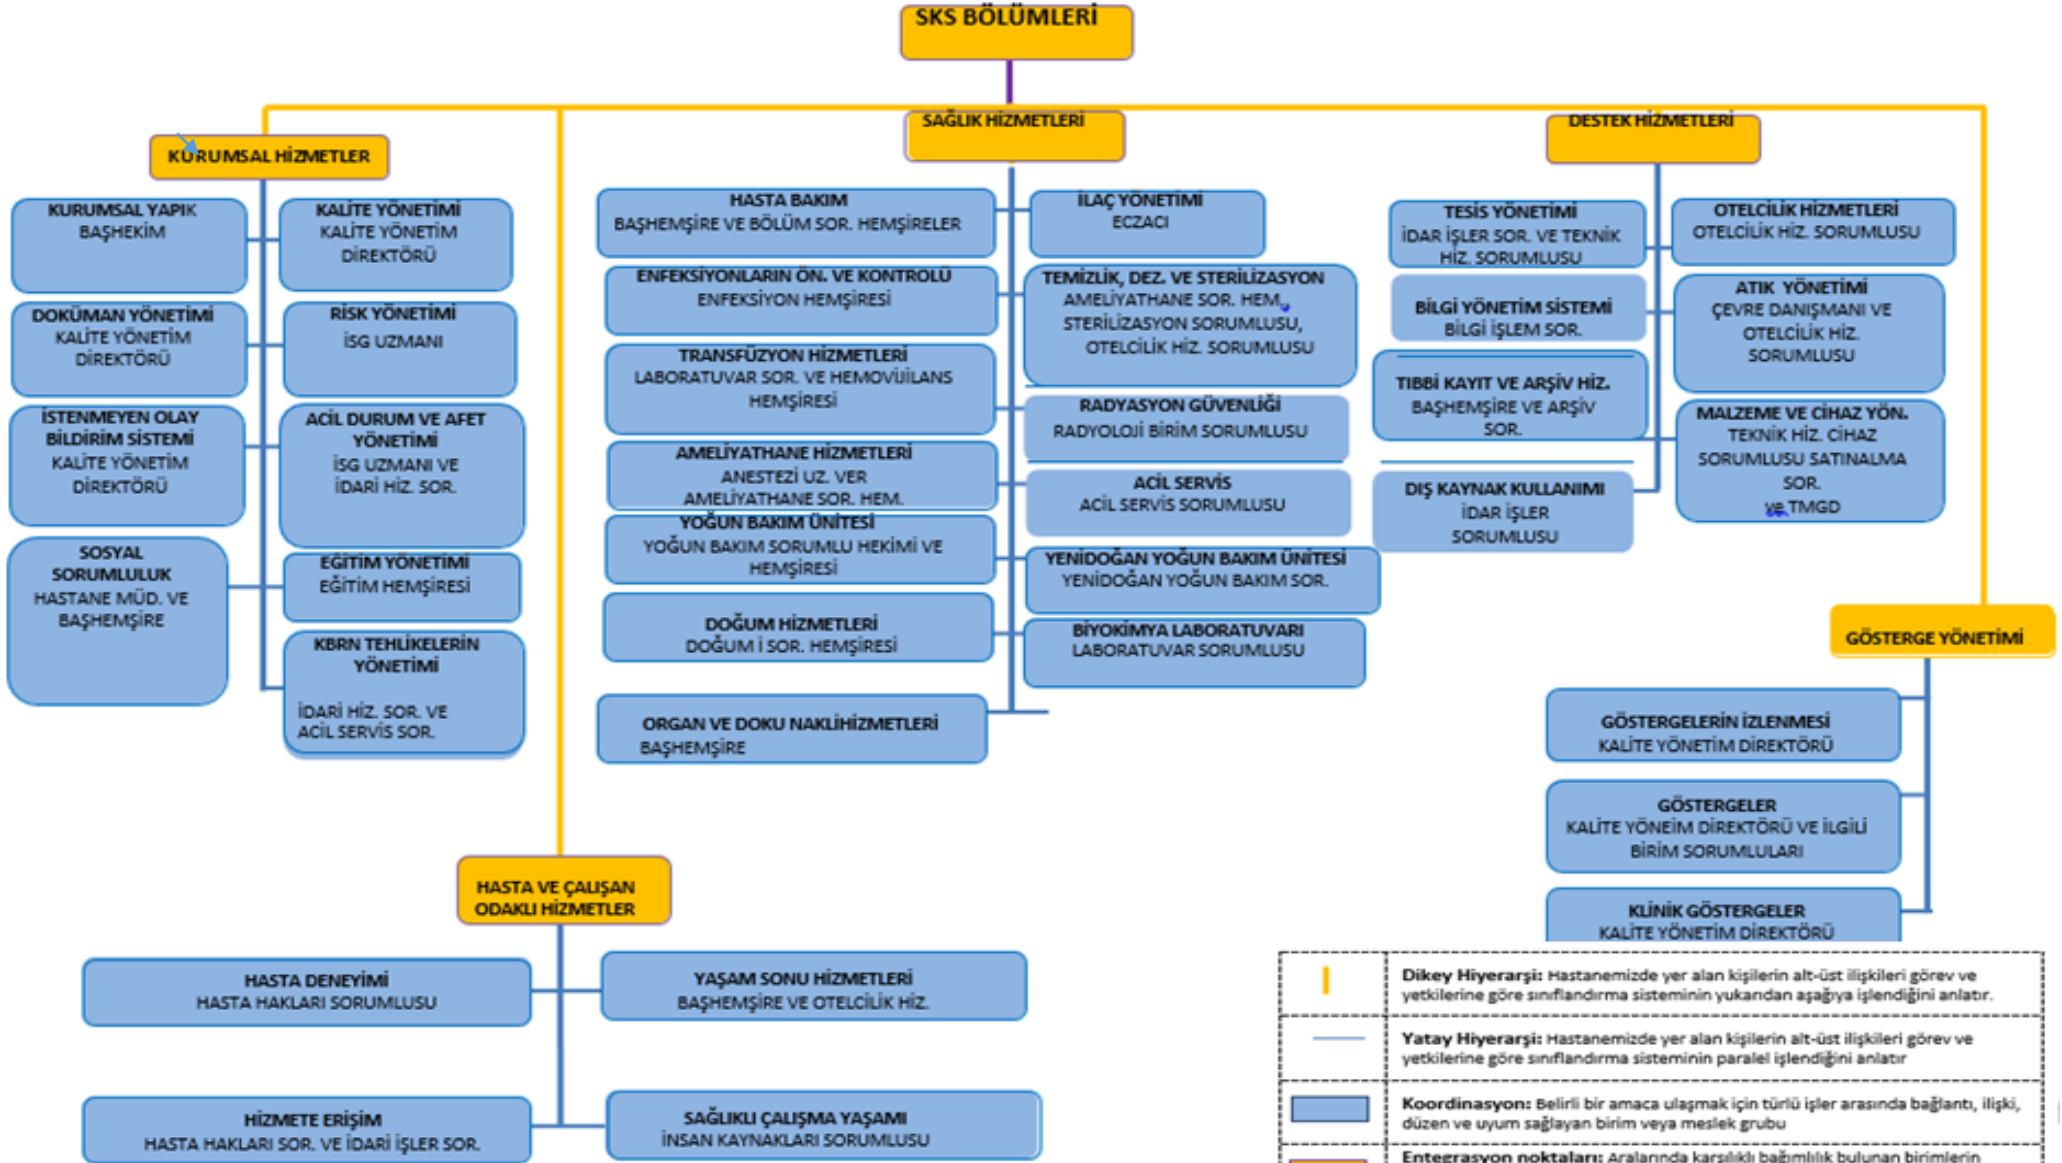 SKS BÖLÜMLERİ
KURUMSAL HİZMETLER
KURUMSAL YAPIK
BAŞHEKİM
KALİTE YÖNETİMİ
KALİTE YÖNETİM
DİREKTÖRÜ
DOKÜMAN YÖNETİMİ
KALİTE YÖNETİM
DİREKTÖRÜ
RİSK YÖNETİMİ
İSG UZMANI
İSTENMEYEN OLAY
BİLDİRİM SİSTEMİ
KALİTE YÖNETİM
DİREKTÖRÜ
ACİL DURUM VE AFET
YÖNETİMİ
İSG UZMANI VE
İDARİ HİZ. SOR.
SOSYAL
SORUMLULUK
HASTANE MÜD. VE
BAŞHEMŞİRE
EĞİTİM YÖNETİMİ
EĞİTİM HEMŞİRESİ
KBRN TEHLİKELERİN
YÖNETİMİ
İDARİ HİZ. SOR. VE
ACİL SERVİS SOR.
SAĞLIK HİZMETLERİ
HASTA BAKIM
BAŞHEMŞİRE VE BÖLÜM SOR. HEMŞİRELER
İLAÇ YÖNETİMİ
ECZACI
ENFEKSİYONLARIN ÖN. VE KONTROLÜ
ENFEKSİYON HEMŞİRESİ
TEMİZLİK, DEZ. VE STERİLİZASYON
AMELİYATHANE SOR. HEM.,
STERİLİZASYON SORUMLUSU,
OTELCİLİK HİZ. SORUMLUSU
TRANSFÜZYON HİZMETLERİ
LABORATUVAR SOR. VE HEMOVİJİLANS
HEMŞİRESİ
RADYASYON GÜVENLİĞİ
RADYOLOJİ BİRİM SORUMLUSU
AMELİYATHANE HİZMETLERİ
ANESTEZİ UZ. VER
AMELİYATHANE SOR. HEM.
ACİL SERVİS
ACİL SERVİS SORUMLUSU
YOĞUN BAKIM ÜNİTESİ
YOĞUN BAKIM SORUMLU HEKİMİ VE
HEMŞİRESİ
YENİDOĞAN YOĞUN BAKIM ÜNİTESİ
YENİDOĞAN YOĞUN BAKIM SOR.
DOĞUM HİZMETLERİ
DOĞUM İ SOR. HEMŞİRESİ
BİYOKİMYA LABORATUVARI
LABORATUVAR SORUMLUSU
ORGAN VE DOKU NAKLİHİZMETLERİ
BAŞHEMŞİRE
DESTEK HİZMETLERİ
TESİS YÖNETİMİ
İDAR İŞLER SOR. VE TEKNİK
HİZ. SORUMLUSU
OTELCİLİK HİZMETLERİ
OTELCİLİK HİZ. SORUMLUSU
BİLGİ YÖNETİM SİSTEMİ
BİLGİ İŞLEM SOR.
ATIK YÖNETİMİ
ÇEVRE DANIŞMANI VE
OTELCİLİK HİZ.
SORUMLUSU
TIBBİ KAYIT VE ARŞİV HİZ.
BAŞHEMŞİRE VE ARŞİV
SOR.
MALZEME VE CİHAZ YÖN.
TEKNİK HİZ. CİHAZ
SORUMLUSU SATINALMA
SOR.
ve TMGD
DIŞ KAYNAK KULLANIMI
İDAR İŞLER
SORUMLUSU
GÖSTERGE YÖNETİMİ
GÖSTERGELERİN İZLENMESİ
KALİTE YÖNETİM DİREKTÖRÜ
GÖSTERGELER
KALİTE YÖNEİM DİREKTÖRÜ VE İLGİLİ
BİRİM SORUMLULARI
KLİNİK GÖSTERGELER
KALİTE YÖNETİM DİREKTÖRÜ
HASTA VE ÇALIŞAN
ODAKLI HİZMETLER
HASTA DENEYİMİ
HASTA HAKLARI SORUMLUSU
YAŞAM SONU HİZMETLERİ
BAŞHEMŞİRE VE OTELCİLİK HİZ.
HİZMETE ERİŞİM
HASTA HAKLARI SOR. VE İDARİ İŞLER SOR.
SAĞLIKLI ÇALIŞMA YAŞAMI
İNSAN KAYNAKLARI SORUMLUSU
Dikey Hiyerarşi: Hastanemizde yer alan kişilerin alt-üst ilişkileri görev ve
yetkilerine göre sınıflandırma sisteminin yukarıdan aşağıya işlendiğini anlatır.
Yatay Hiyerarşi: Hastanemizde yer alan kişilerin alt-üst ilişkileri görev ve
yetkilerine göre sınıflandırma sisteminin paralel işlendiğini anlatır
Koordinasyon: Belirli bir amaca ulaşmak için türlü işler arasında bağlantı, ilişki,
düzen ve uyum sağlayan birim veya meslek grubu
Entegrasyon noktaları: Aralarında karşılıklı bağımlılık bulunan birimlerin